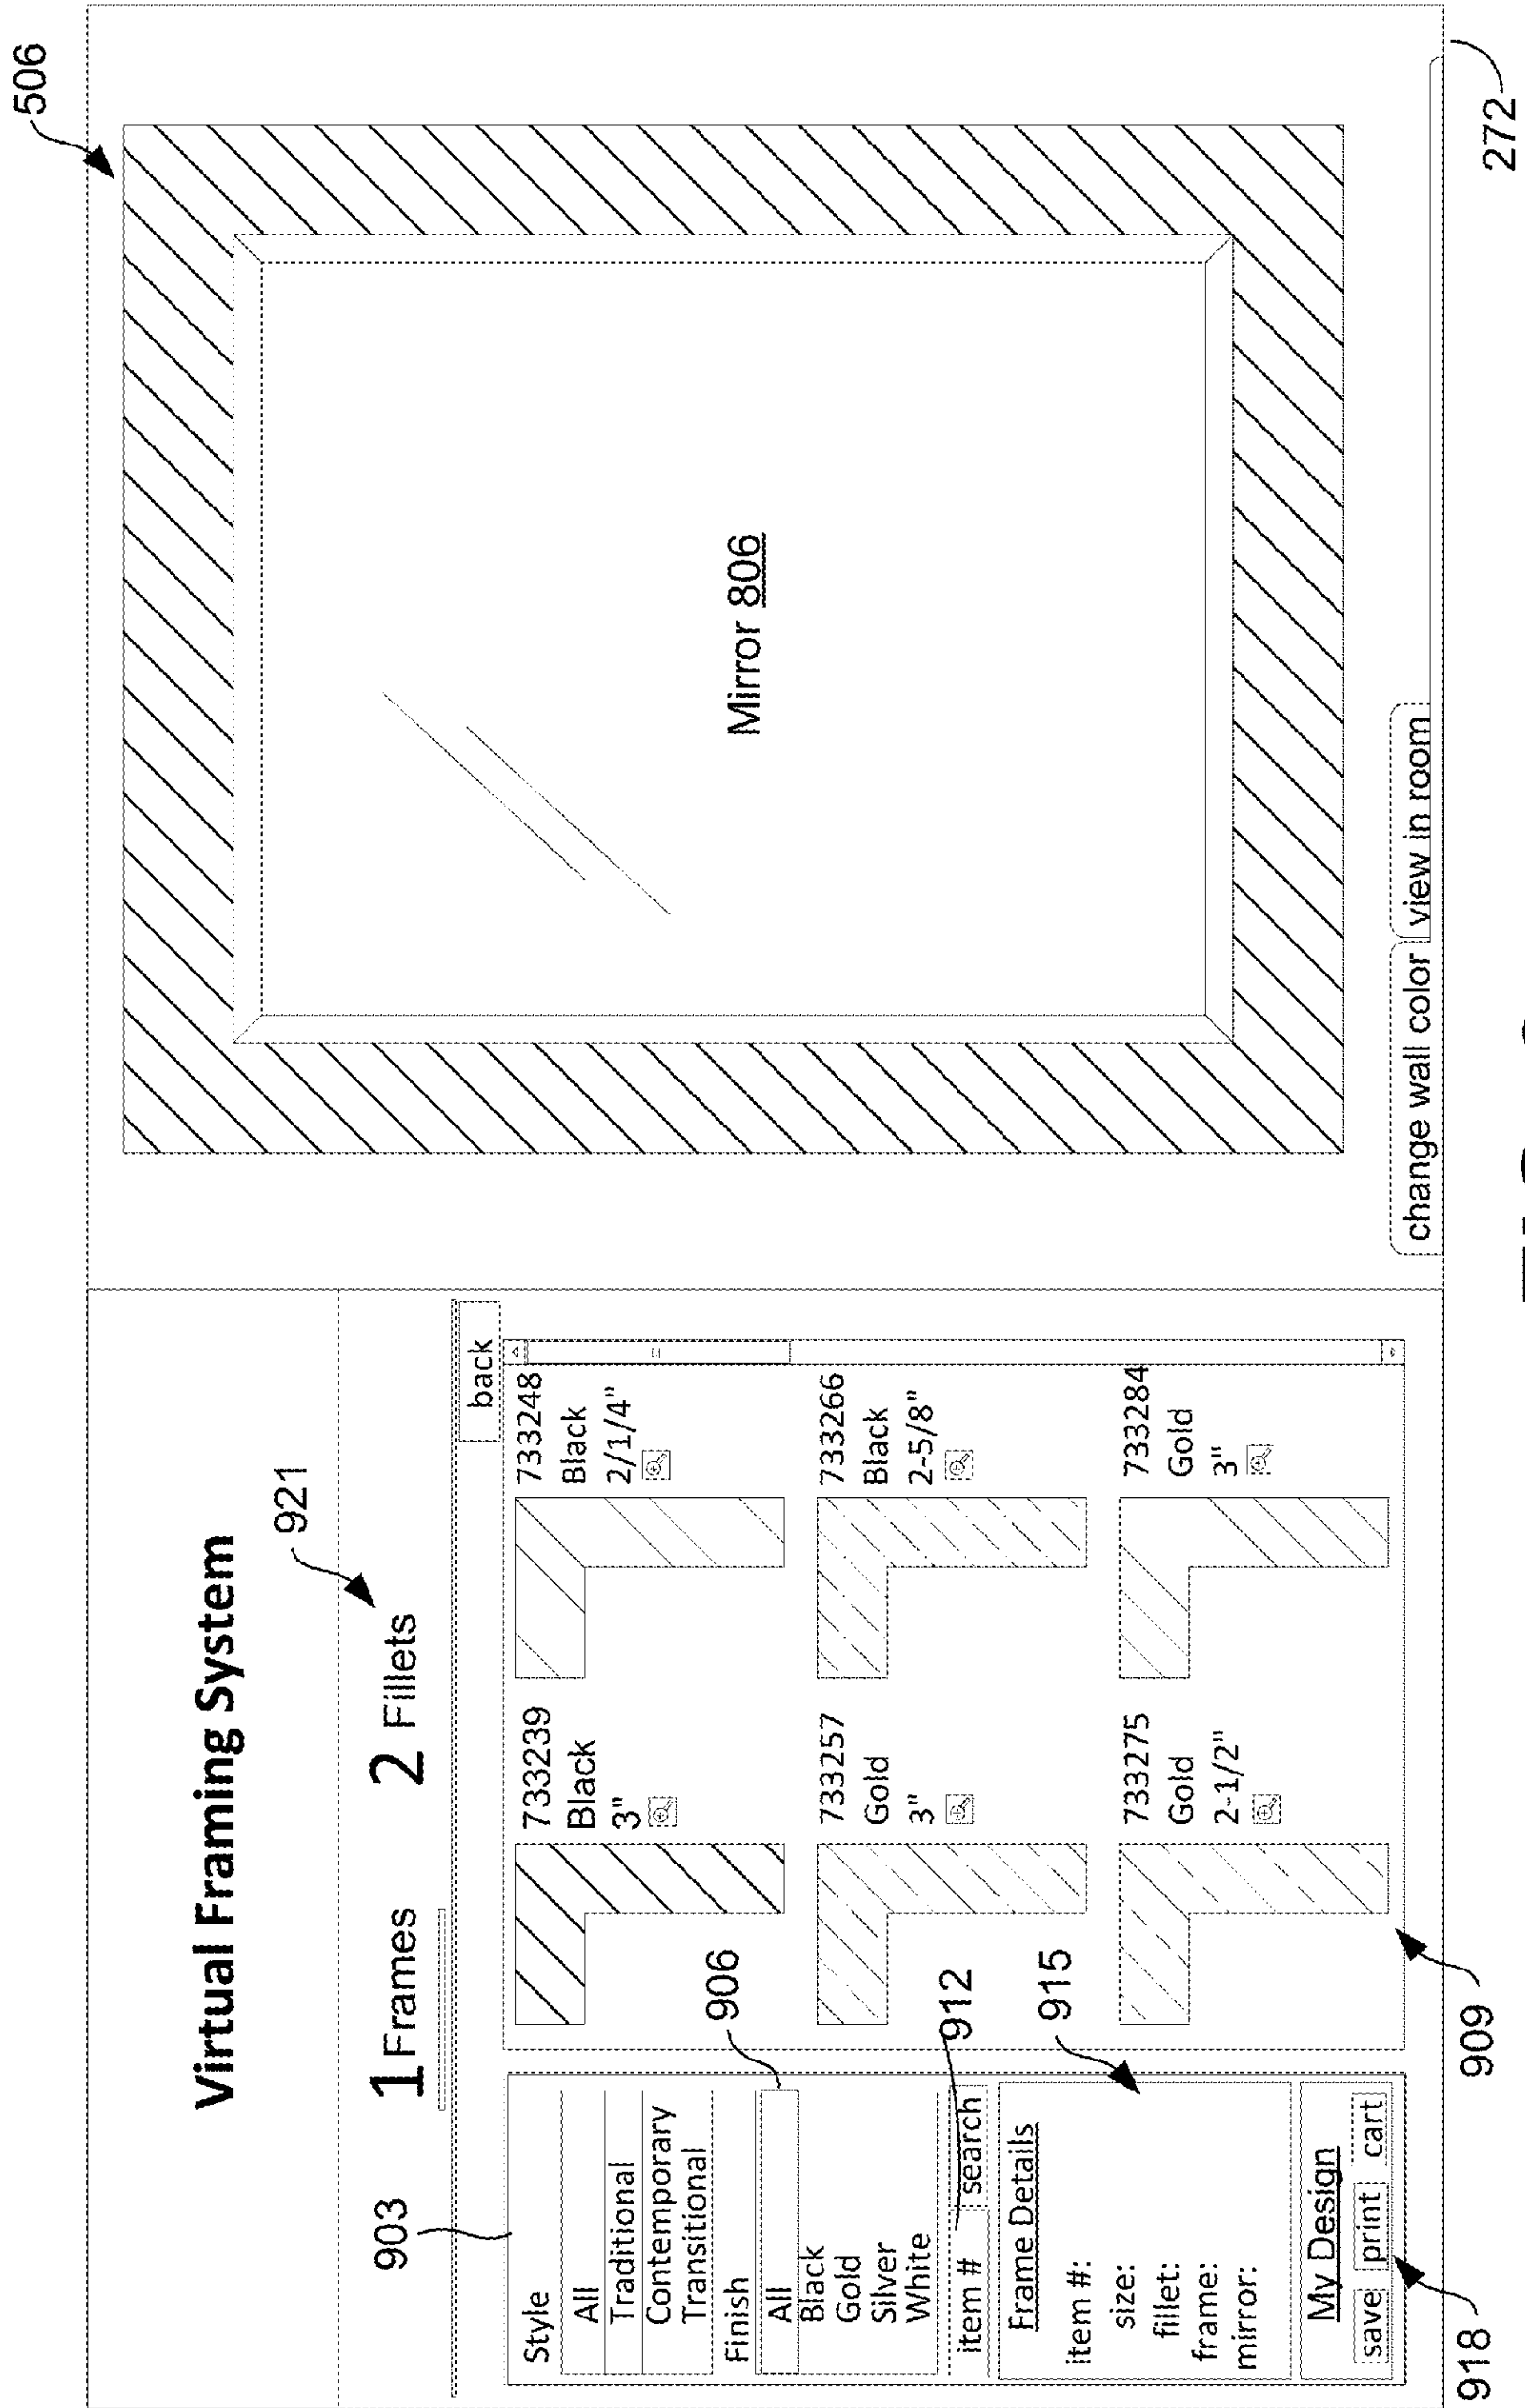 Virtual Framing System
506
921
903
1 Frames
2 Fillets
back
Style
All
Traditional
Contemporary
Transitional
Finish
All
Black
Gold
Silver
White
906
item #
search
912
Frame Details
item #:
size:
fillet:
frame:
mirror:
915
My Design
save
print
cart
918
733239
Black
3"
733248
Black
2/1/4"
733257
Gold
3"
733266
Black
2-5/8"
733275
Gold
2-1/2"
733284
Gold
3"
909
Mirror 806
change wall color
view in room
272